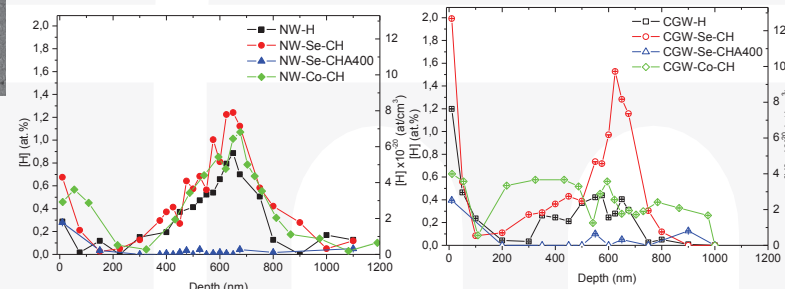 NW-H
NW-Se-CH
NW-Se-CHA400
NW-Co-CH
[H] (at.%)
2,0
1,8
1,6
1,4
1,2
1,0
0,8
0,6
0,4
0,2
0,0
0 200 400 600 800 1000 1200
Depth (nm)
12
10
8
6
4
2
0
[H] x10⁻²⁰ (at/cm³)
CGW-H
CGW-Se-CH
CGW-Se-CHA400
CGW-Co-CH
[H] (at.%)
2,0
1,8
1,6
1,4
1,2
1,0
0,8
0,6
0,4
0,2
0,0
0 200 400 600 800 1000 1200
Depth (nm)
12
10
8
6
4
2
0